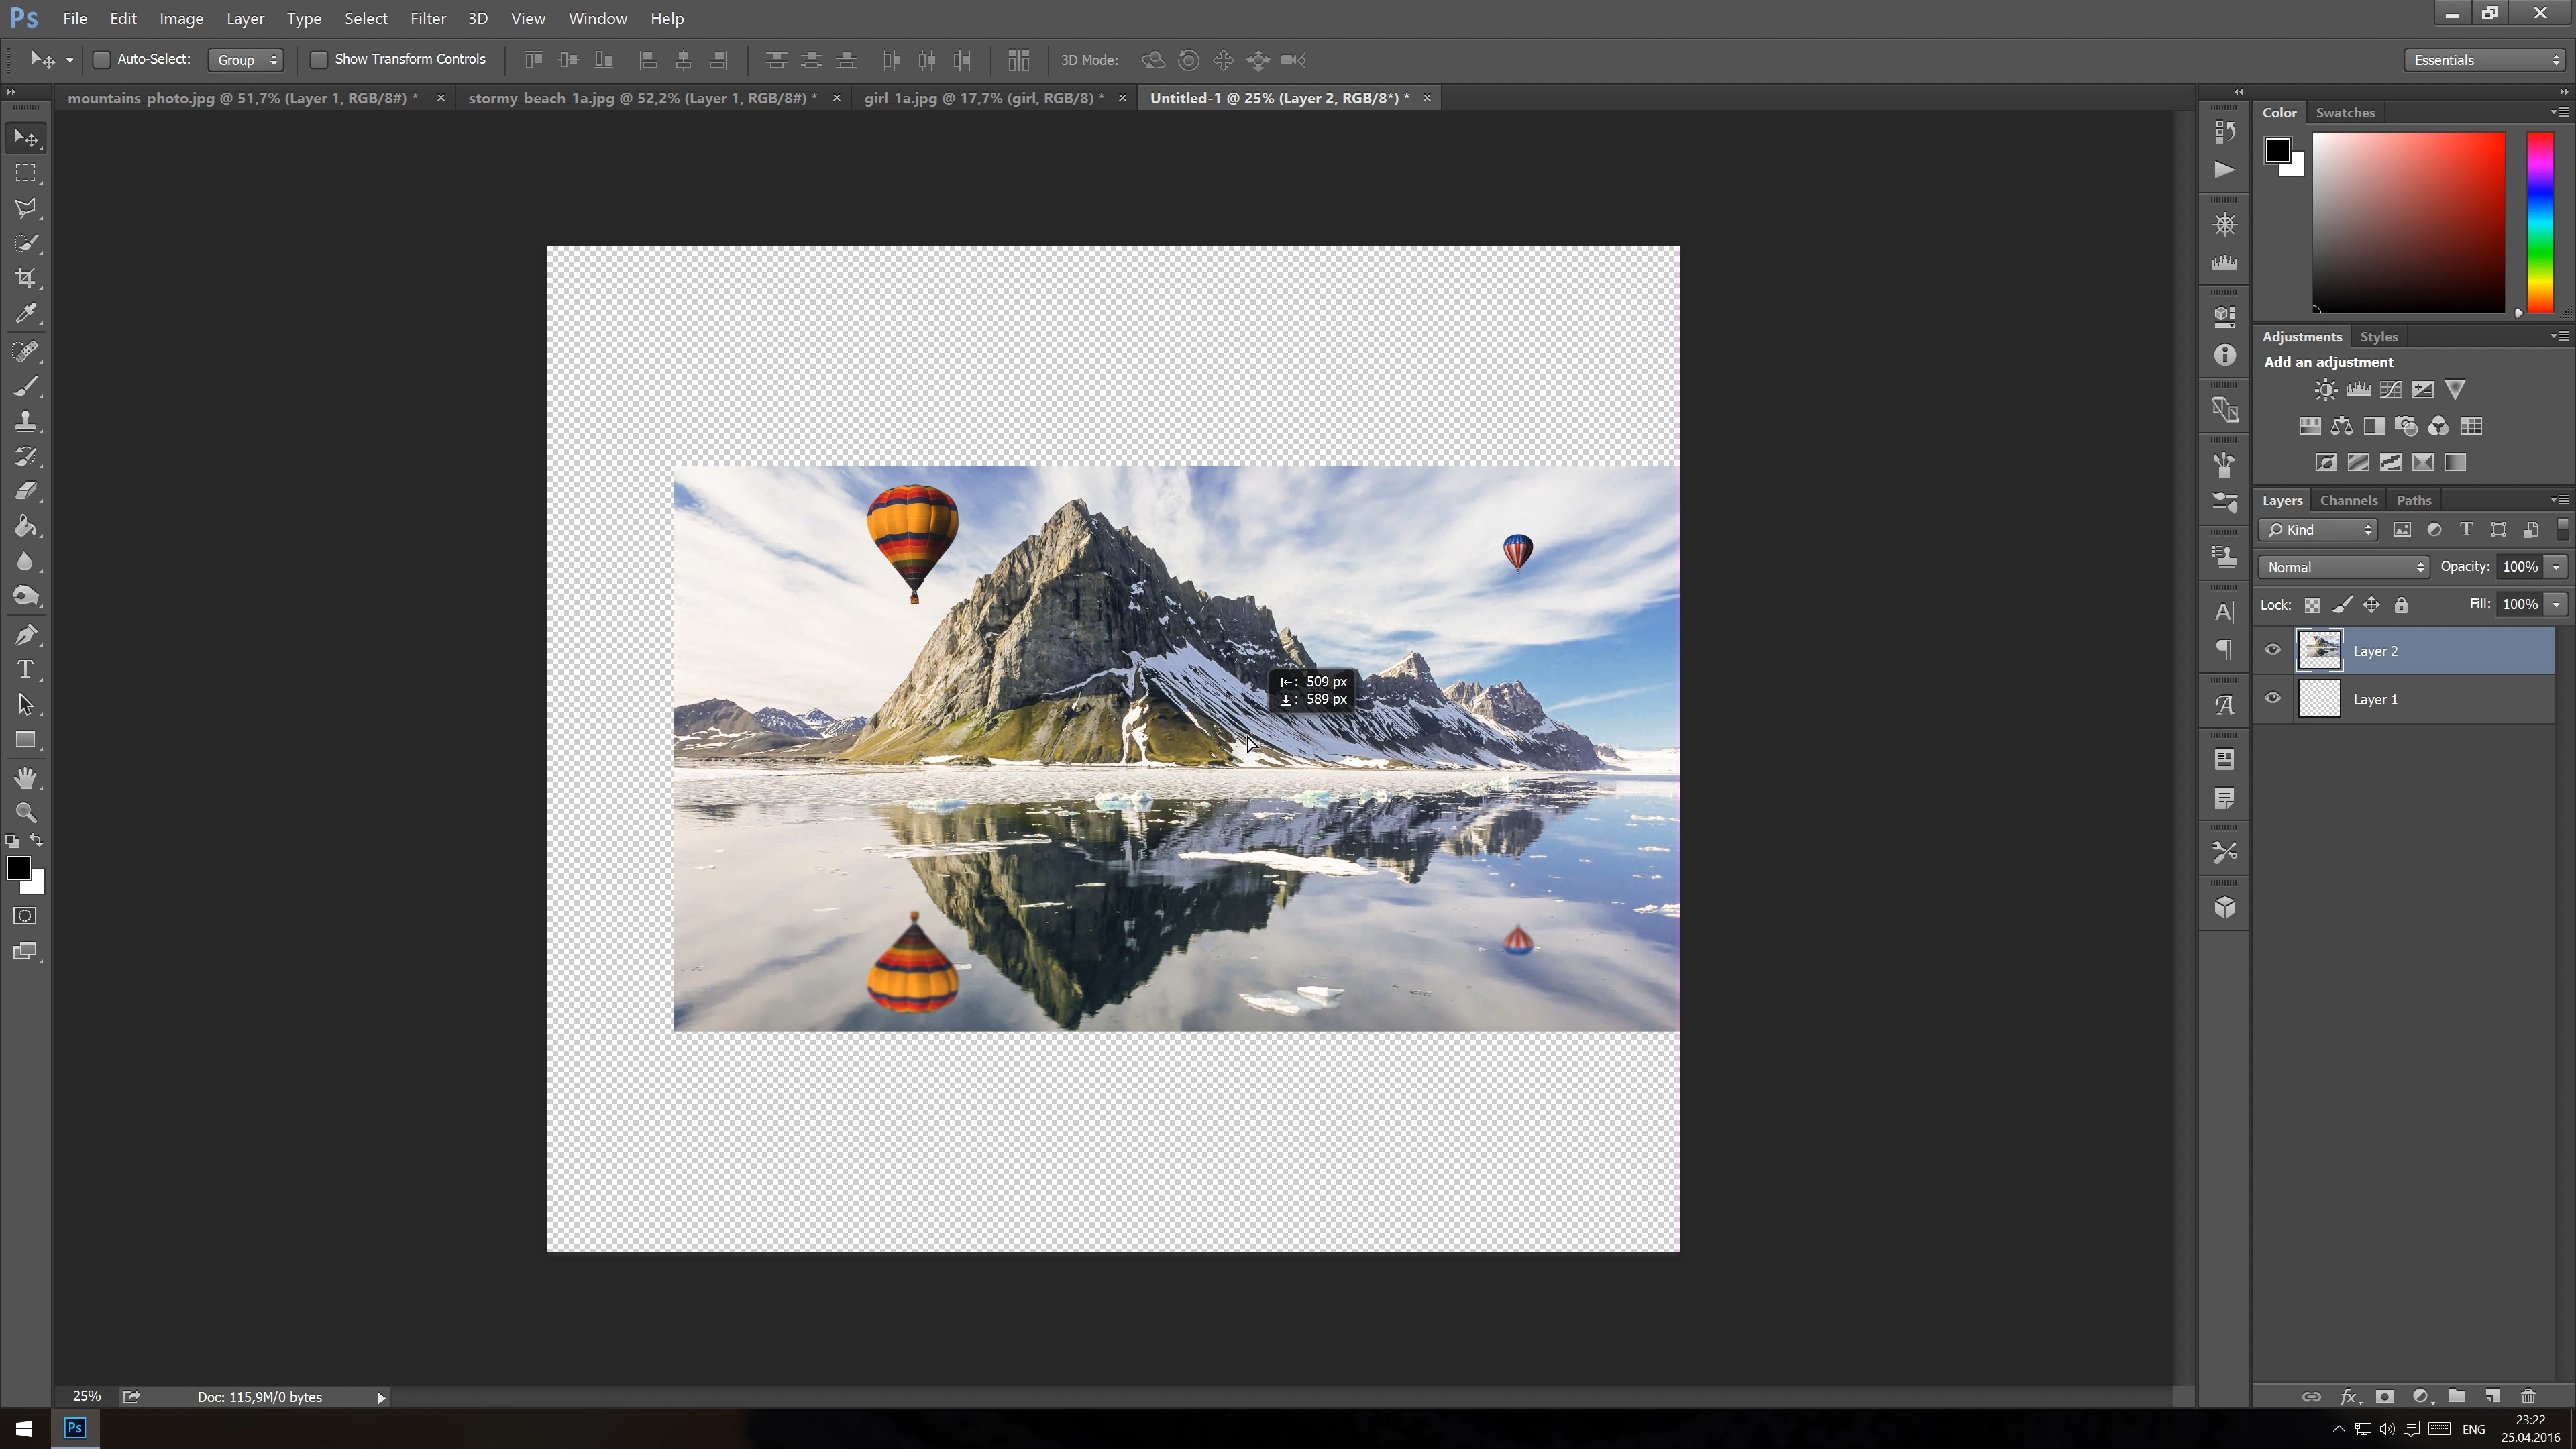 Ps File Edit Image Layer Type Select Filter 3D View Window Help
Auto-Select: Group Show Transform Controls 3D Mode: Essentials
mountains_photo.jpg @ 51,7% (Layer 1, RGB/8#) * × stormy_beach_1a.jpg @ 52,2% (Layer 1, RGB/8#) * × girl_1a.jpg @ 17,7% (girl, RGB/8) * × Untitled-1 @ 25% (Layer 2, RGB/8*) * ×
Color Swatches
Adjustments Styles
Add an adjustment
Layers Channels Paths
Kind
Normal Opacity: 100%
Lock: Fill: 100%
Layer 2
Layer 1
509 px
589 px
25% Doc: 115,9M/0 bytes
Ps
ENG
23:22
25.04.2016